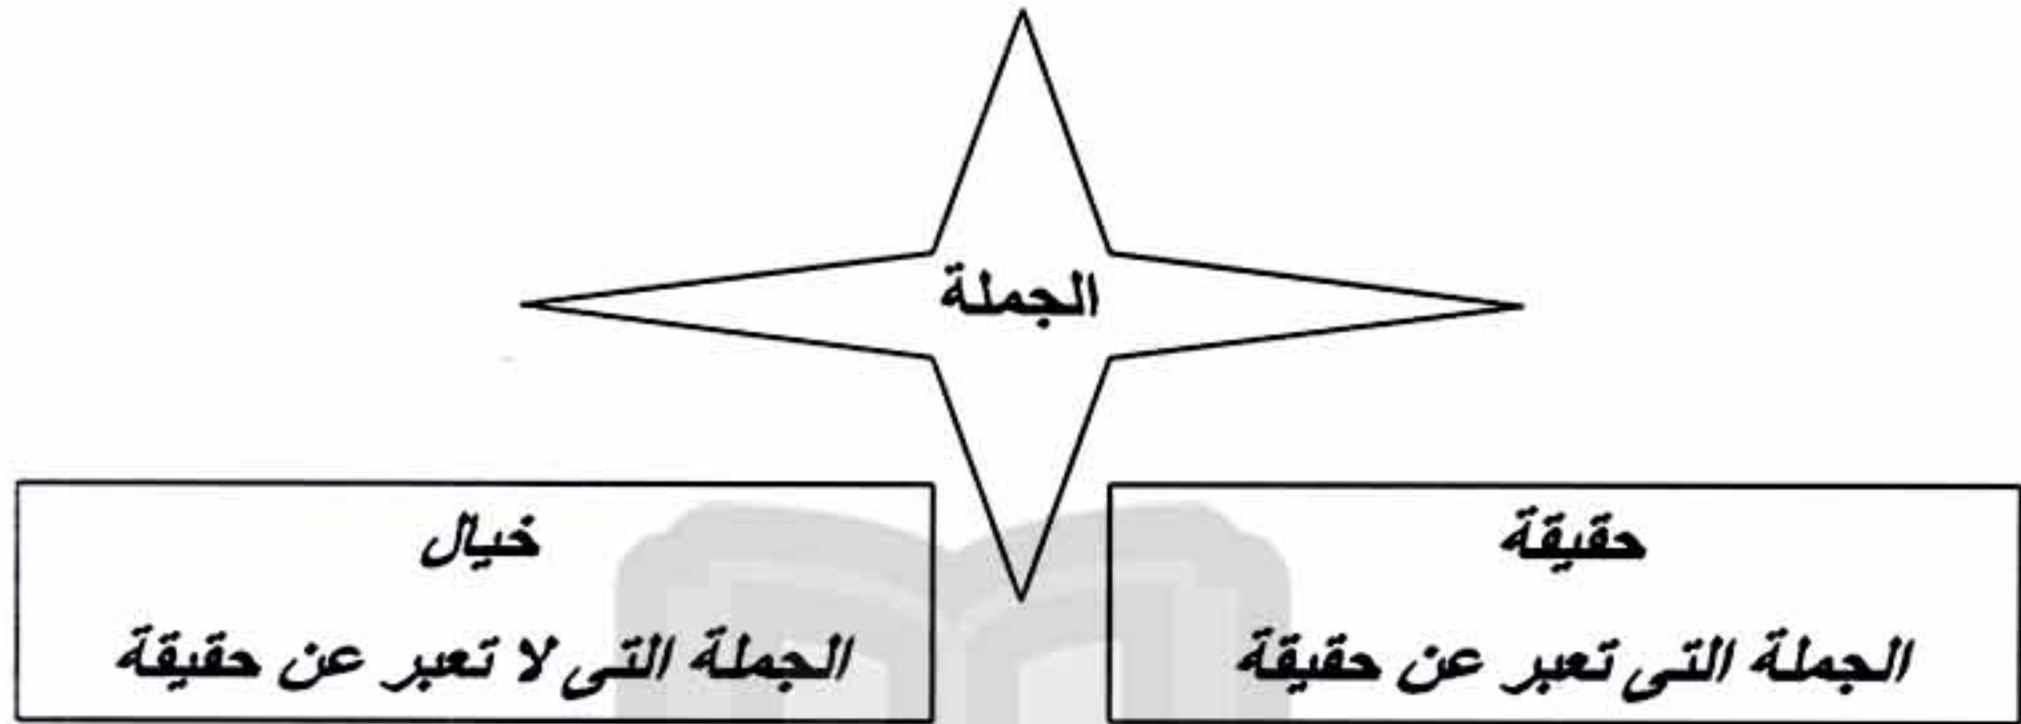 الجملة
حقيقة
الجملة التى تعبر عن حقيقة
خيال
الجملة التى لا تعبر عن حقيقة